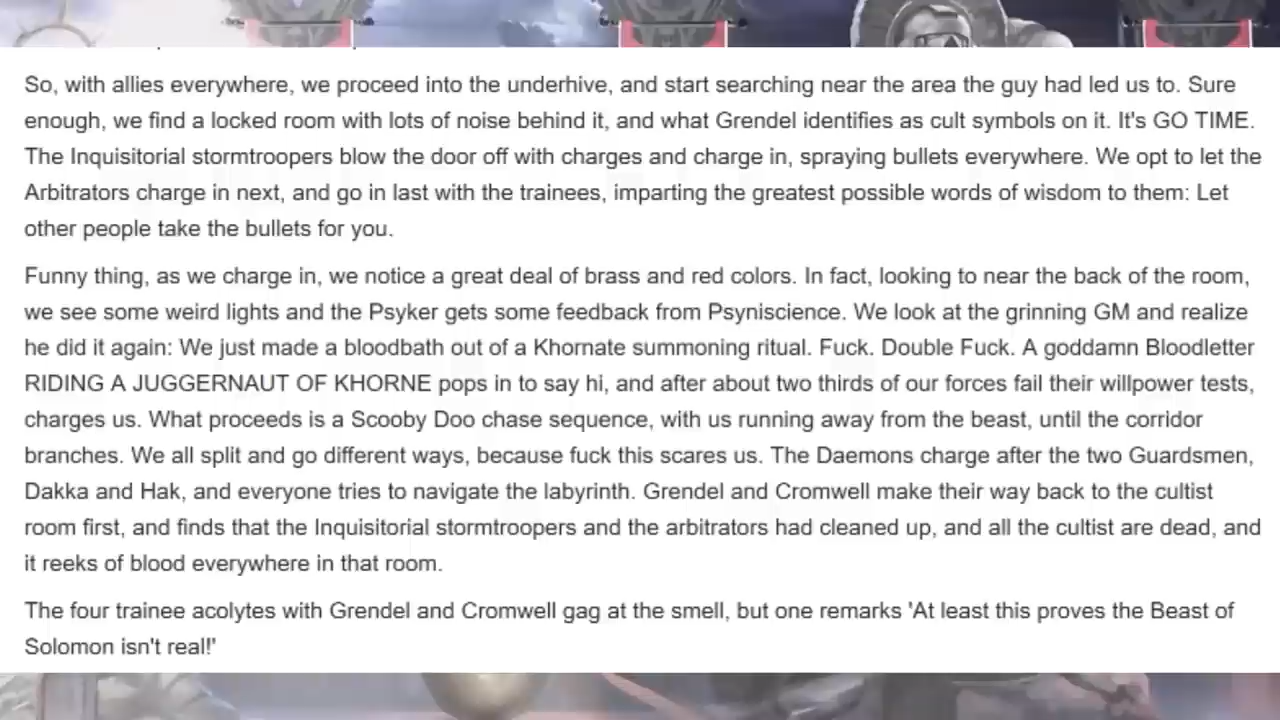 So, with allies everywhere, we proceed into the underhive, and start searching near the area the guy had led us to. Sure
enough, we find a locked room with lots of noise behind it, and what Grendel identifies as cult symbols on it. It's GO TIME.
The Inquisitorial stormtroopers blow the door off with charges and charge in, spraying bullets everywhere. We opt to let the
Arbitrators charge in next, and go in last with the trainees, imparting the greatest possible words of wisdom to them: Let
other people take the bullets for you.
Funny thing, as we charge in, we notice a great deal of brass and red colors. In fact, looking to near the back of the room,
we see some weird lights and the Psyker gets some feedback from Psyniscience. We look at the grinning GM and realize
he did it again: We just made a bloodbath out of a Khornate summoning ritual. Fuck. Double Fuck. A goddamn Bloodletter
RIDING A JUGGERNAUT OF KHORNE pops in to say hi, and after about two thirds of our forces fail their willpower tests,
charges us. What proceeds is a Scooby Doo chase sequence, with us running away from the beast, until the corridor
branches. We all split and go different ways, because fuck this scares us. The Daemons charge after the two Guardsmen,
Dakka and Hak, and everyone tries to navigate the labyrinth. Grendel and Cromwell make their way back to the cultist
room first, and finds that the Inquisitorial stormtroopers and the arbitrators had cleaned up, and all the cultist are dead, and
it reeks of blood everywhere in that room.
The four trainee acolytes with Grendel and Cromwell gag at the smell, but one remarks 'At least this proves the Beast of
Solomon isn't real!'